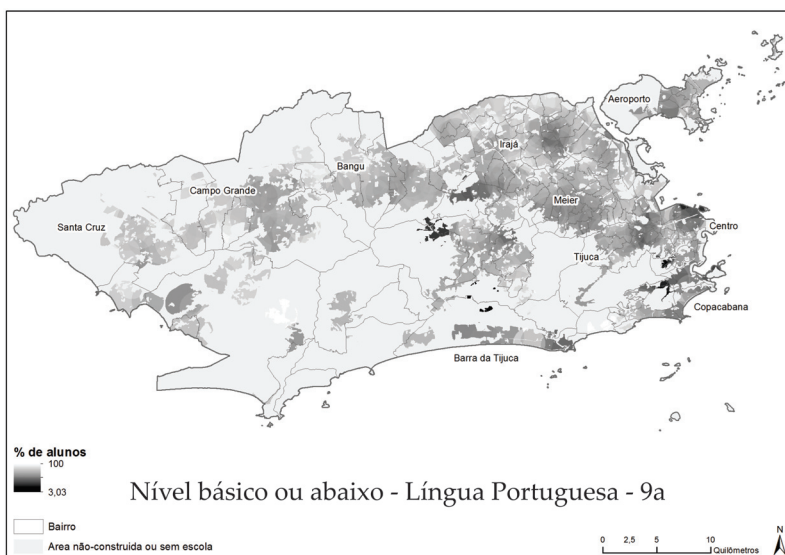 Aeroporto
Irajá
Bangu
Campo Grande
Meier
Santa Cruz
Centro
Tijuca
Copacabana
Barra da Tijuca
% de alunos
100
3,03
Nível básico ou abaixo - Língua Portuguesa - 9a
Bairro
Area não-construida ou sem escola
0 2,5 5 10
Quilômetros
N